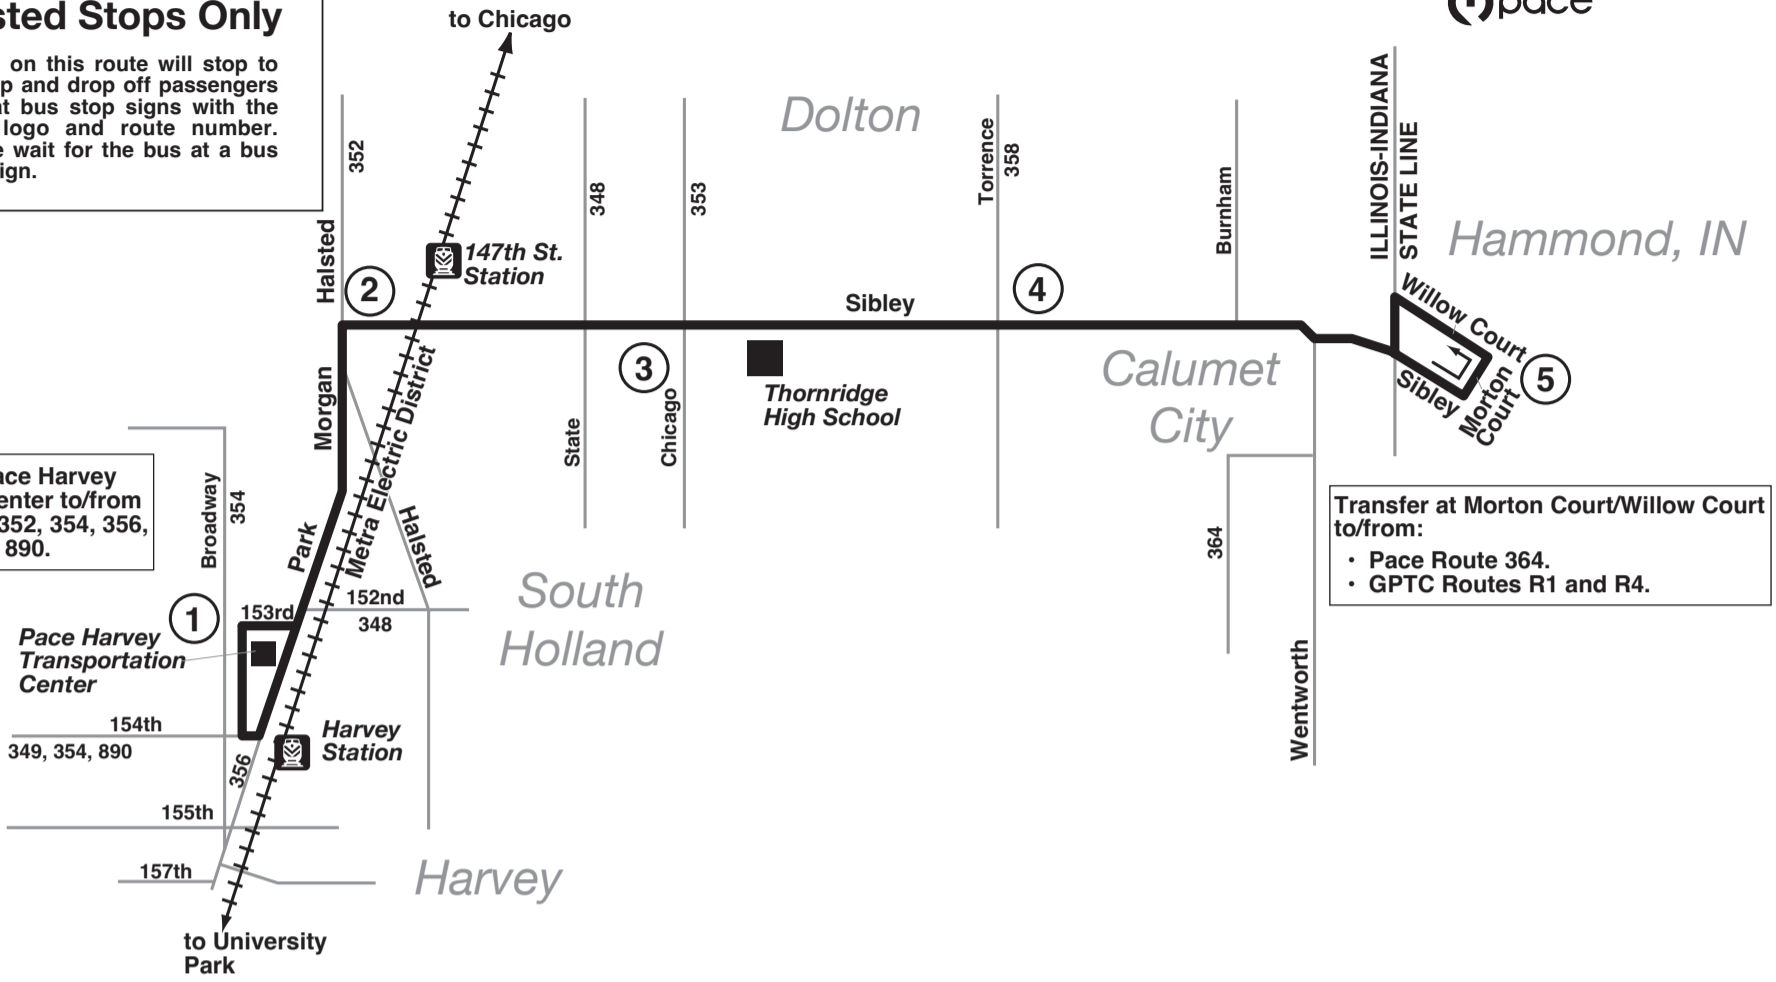 sted Stops Only
on this route will stop to
p and drop off passengers
at bus stop signs with the
logo and route number.
e wait for the bus at a bus
ign.
to Chicago
pace
352
Halsted
2
147th St.
Station
348
353
Dolton
Torrence
358
Burnham
ILLINOIS-INDIANA
STATE LINE
Hammond, IN
Sibley
4
Willow Court
Sibley
Morton
Court
5
Morgan
Metra Electric District
3
State
Chicago
Thornridge
High School
Calumet
City
ace Harvey
enter to/from
352, 354, 356,
890.
Broadway
354
Park
Halsted
Transfer at Morton Court/Willow Court
to/from:
• Pace Route 364.
• GPTC Routes R1 and R4.
364
Wentworth
1
153rd
152nd
348
South
Holland
Pace Harvey
Transportation
Center
154th
349, 354, 890
356
Harvey
Station
155th
157th
Harvey
to University
Park